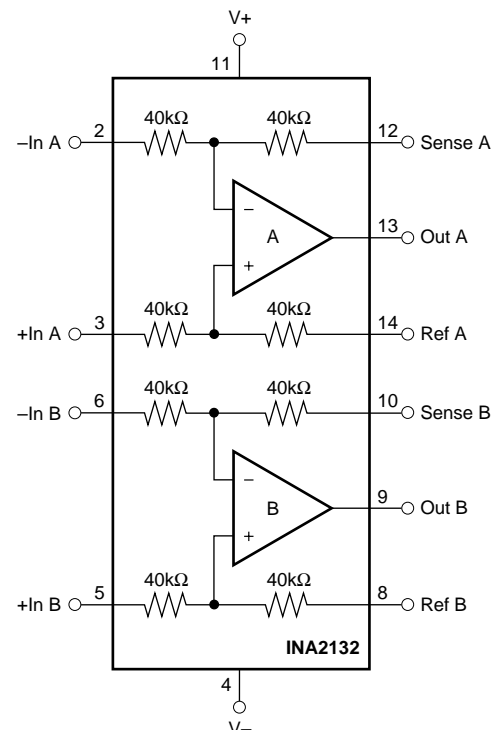 V+
11
40kΩ 40kΩ
–In A 2 12 Sense A
–
A
13 Out A
+
40kΩ 40kΩ
+In A 3 14 Ref A
40kΩ 40kΩ
–In B 6 10 Sense B
–
B
9 Out B
+
40kΩ 40kΩ
+In B 5 8 Ref B
INA2132
4
V–